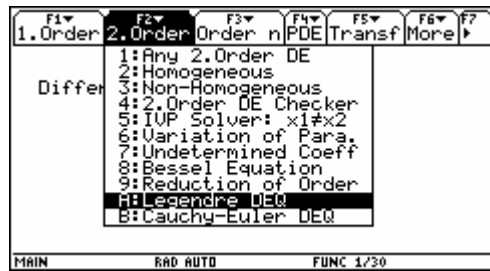 F1▾ F2▾ F3▾ F4▾ F5▾ F6▾ F7
1.Order 2.Order Order n PDE Transf More ▸
1:Any 2.Order DE
2:Homogeneous
Differ
3:Non-Homogeneous
4:2.Order DE Checker
5:IVP Solver: x1≠x2
6:Variation of Para.
7:Undetermined Coeff
8:Bessel Equation
9:Reduction of Order
A:Legendre DEQ
B:Cauchy-Euler DEQ
MAIN RAD AUTO FUNC 1/30